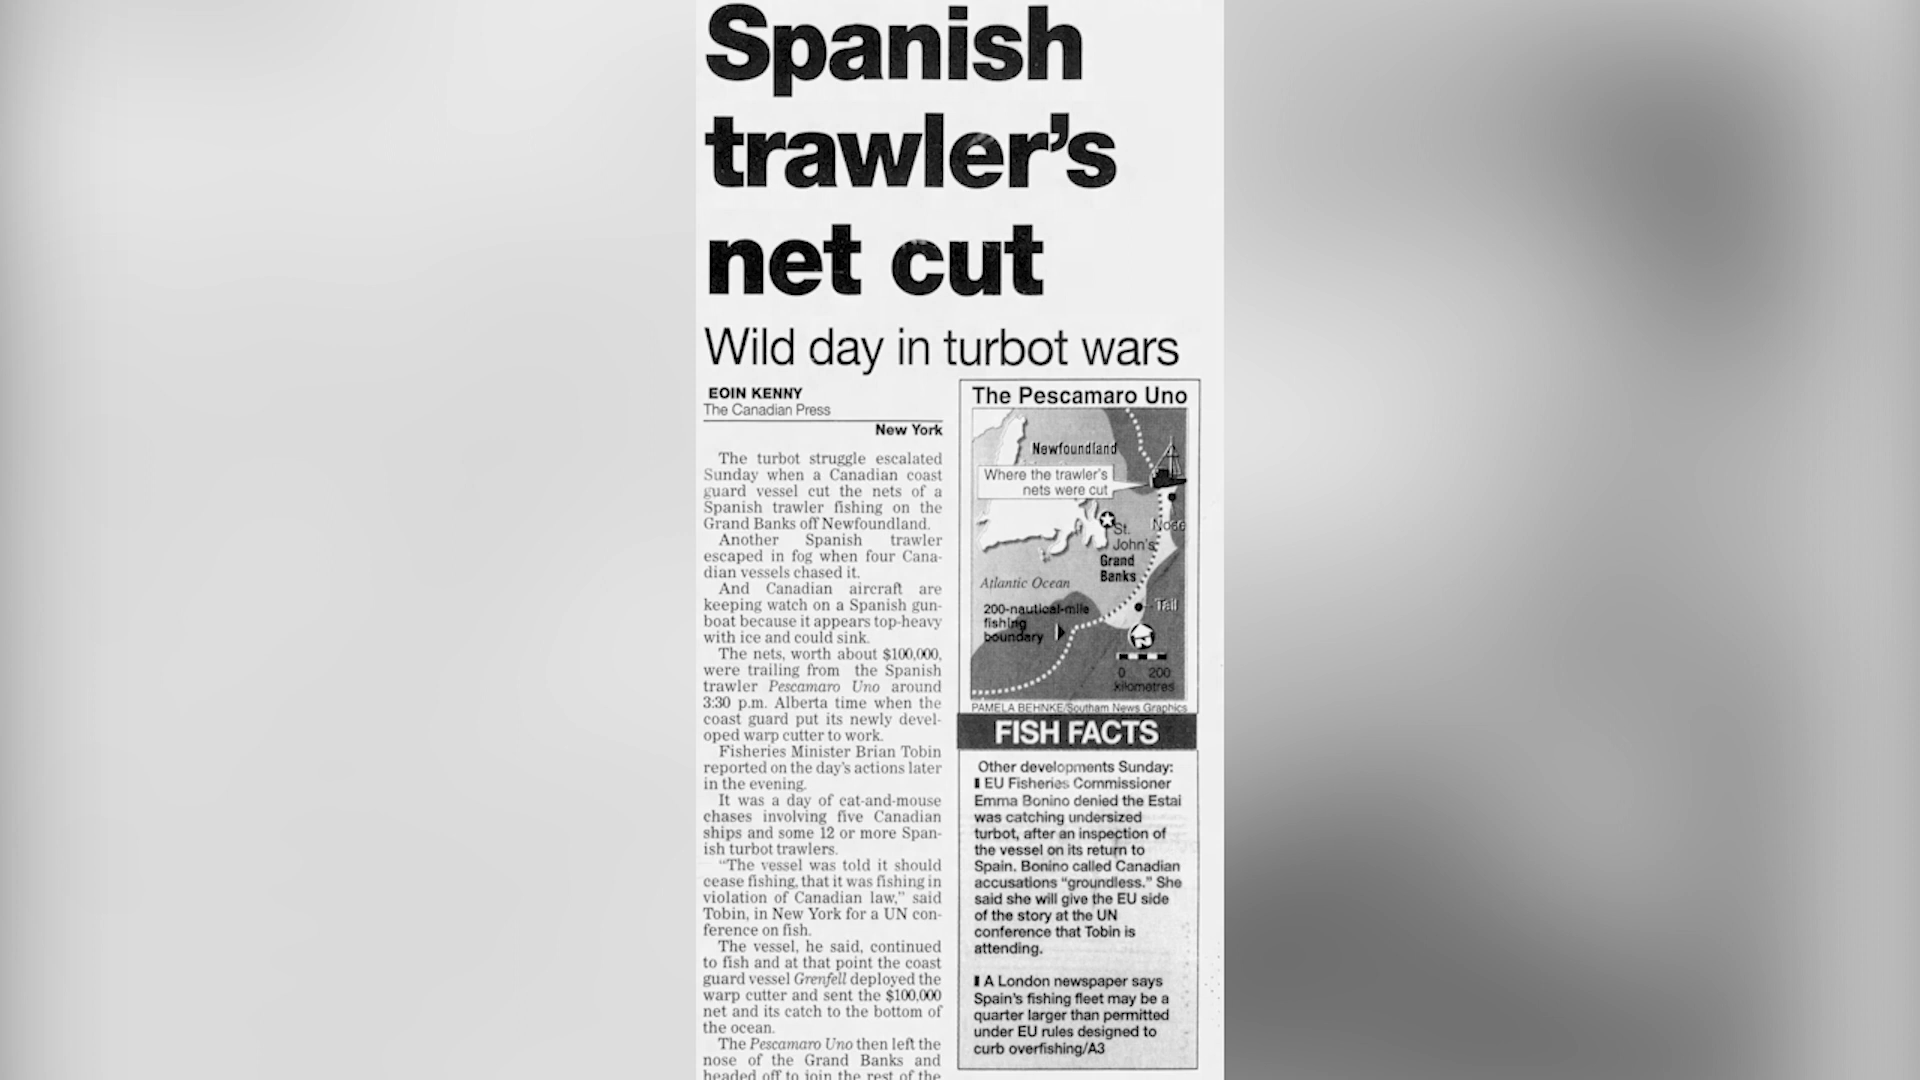 Spanish
trawler's
net cut
Wild day in turbot wars
EOIN KENNY
The Canadian Press
New York
The turbot struggle escalated
Sunday when a Canadian coast
guard vessel cut the nets of a
Spanish trawler fishing on the
Grand Banks off Newfoundland.
Another Spanish trawler
escaped in fog when four Cana-
dian vessels chased it.
And Canadian aircraft are
keeping watch on a Spanish gun-
boat because it appears top-heavy
with ice and could sink.
The nets, worth about $100,000,
were trailing from the Spanish
trawler Pescamaro Uno around
3:30 p.m. Alberta time when the
coast guard put its newly devel-
oped warp cutter to work.
Fisheries Minister Brian Tobin
reported on the day's actions later
in the evening.
It was a day of cat-and-mouse
chases involving five Canadian
ships and some 12 or more Span-
ish turbot trawlers.
"The vessel was told it should
cease fishing, that it was fishing in
violation of Canadian law," said
Tobin, in New York for a UN con-
ference on fish.
The vessel, he said, continued
to fish and at that point the coast
guard vessel Grenfell deployed the
warp cutter and sent the $100,000
net and its catch to the bottom of
the ocean.
The Pescamaro Uno then left the
nose of the Grand Banks and
headed off to join the rest of the
The Pescamaro Uno
Newfoundland
Where the trawler's
nets were cut
Nose
St.
John's
Grand
Banks
Atlantic Ocean
200-nautical-mile
fishing
boundary
Tail
0 200
kilometres
PAMELA BEHNKE/Southam News Graphics
FISH FACTS
Other developments Sunday:
EU Fisheries Commissioner
Emma Bonino denied the Estai
was catching undersized
turbot, after an inspection of
the vessel on its return to
Spain. Bonino called Canadian
accusations "groundless." She
said she will give the EU side
of the story at the UN
conference that Tobin is
attending.
A London newspaper says
Spain's fishing fleet may be a
quarter larger than permitted
under EU rules designed to
curb overfishing/A3